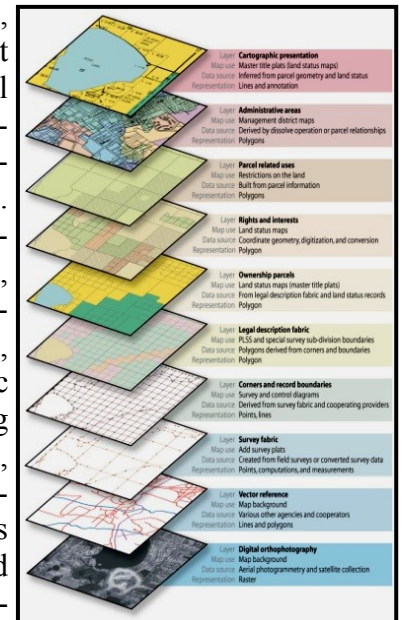 Layer Cartographic presentation
Map use Master title plats (land status maps)
Data source Inferred from parcel geometry and land status
Representation Lines and annotation
Layer Administrative areas
Map use Management district maps
Data source Derived by dissolve operation or parcel relationships
Representation Polygons
Layer Parcel related uses
Map use Restrictions on the land
Data source Built from parcel information
Representation Polygons
Layer Rights and interests
Map use Land status maps
Data source Coordinate geometry, digitization, and conversion
Representation Polygon
Layer Ownership parcels
Map use Land status maps (master title plats)
Data source From legal description fabric and land status records
Representation Polygon
Layer Legal description fabric
Map use PLSS and special survey sub-division boundaries
Data source Polygons derived from corners and boundaries
Representation Polygon
Layer Corners and record boundaries
Map use Survey and control diagrams
Data source Derived from survey fabric and cooperating providers
Representation Points, lines
Layer Survey fabric
Map use Add survey plats
Data source Created from field surveys or converted survey data
Representation Points, computations, and measurements
Layer Vector reference
Map use Map background
Data source Various other agencies and cooperators
Representation Lines and polygons
Layer Digital orthophotography
Map use Map background
Data source Aerial photogrammetry and satellite collection
Representation Raster